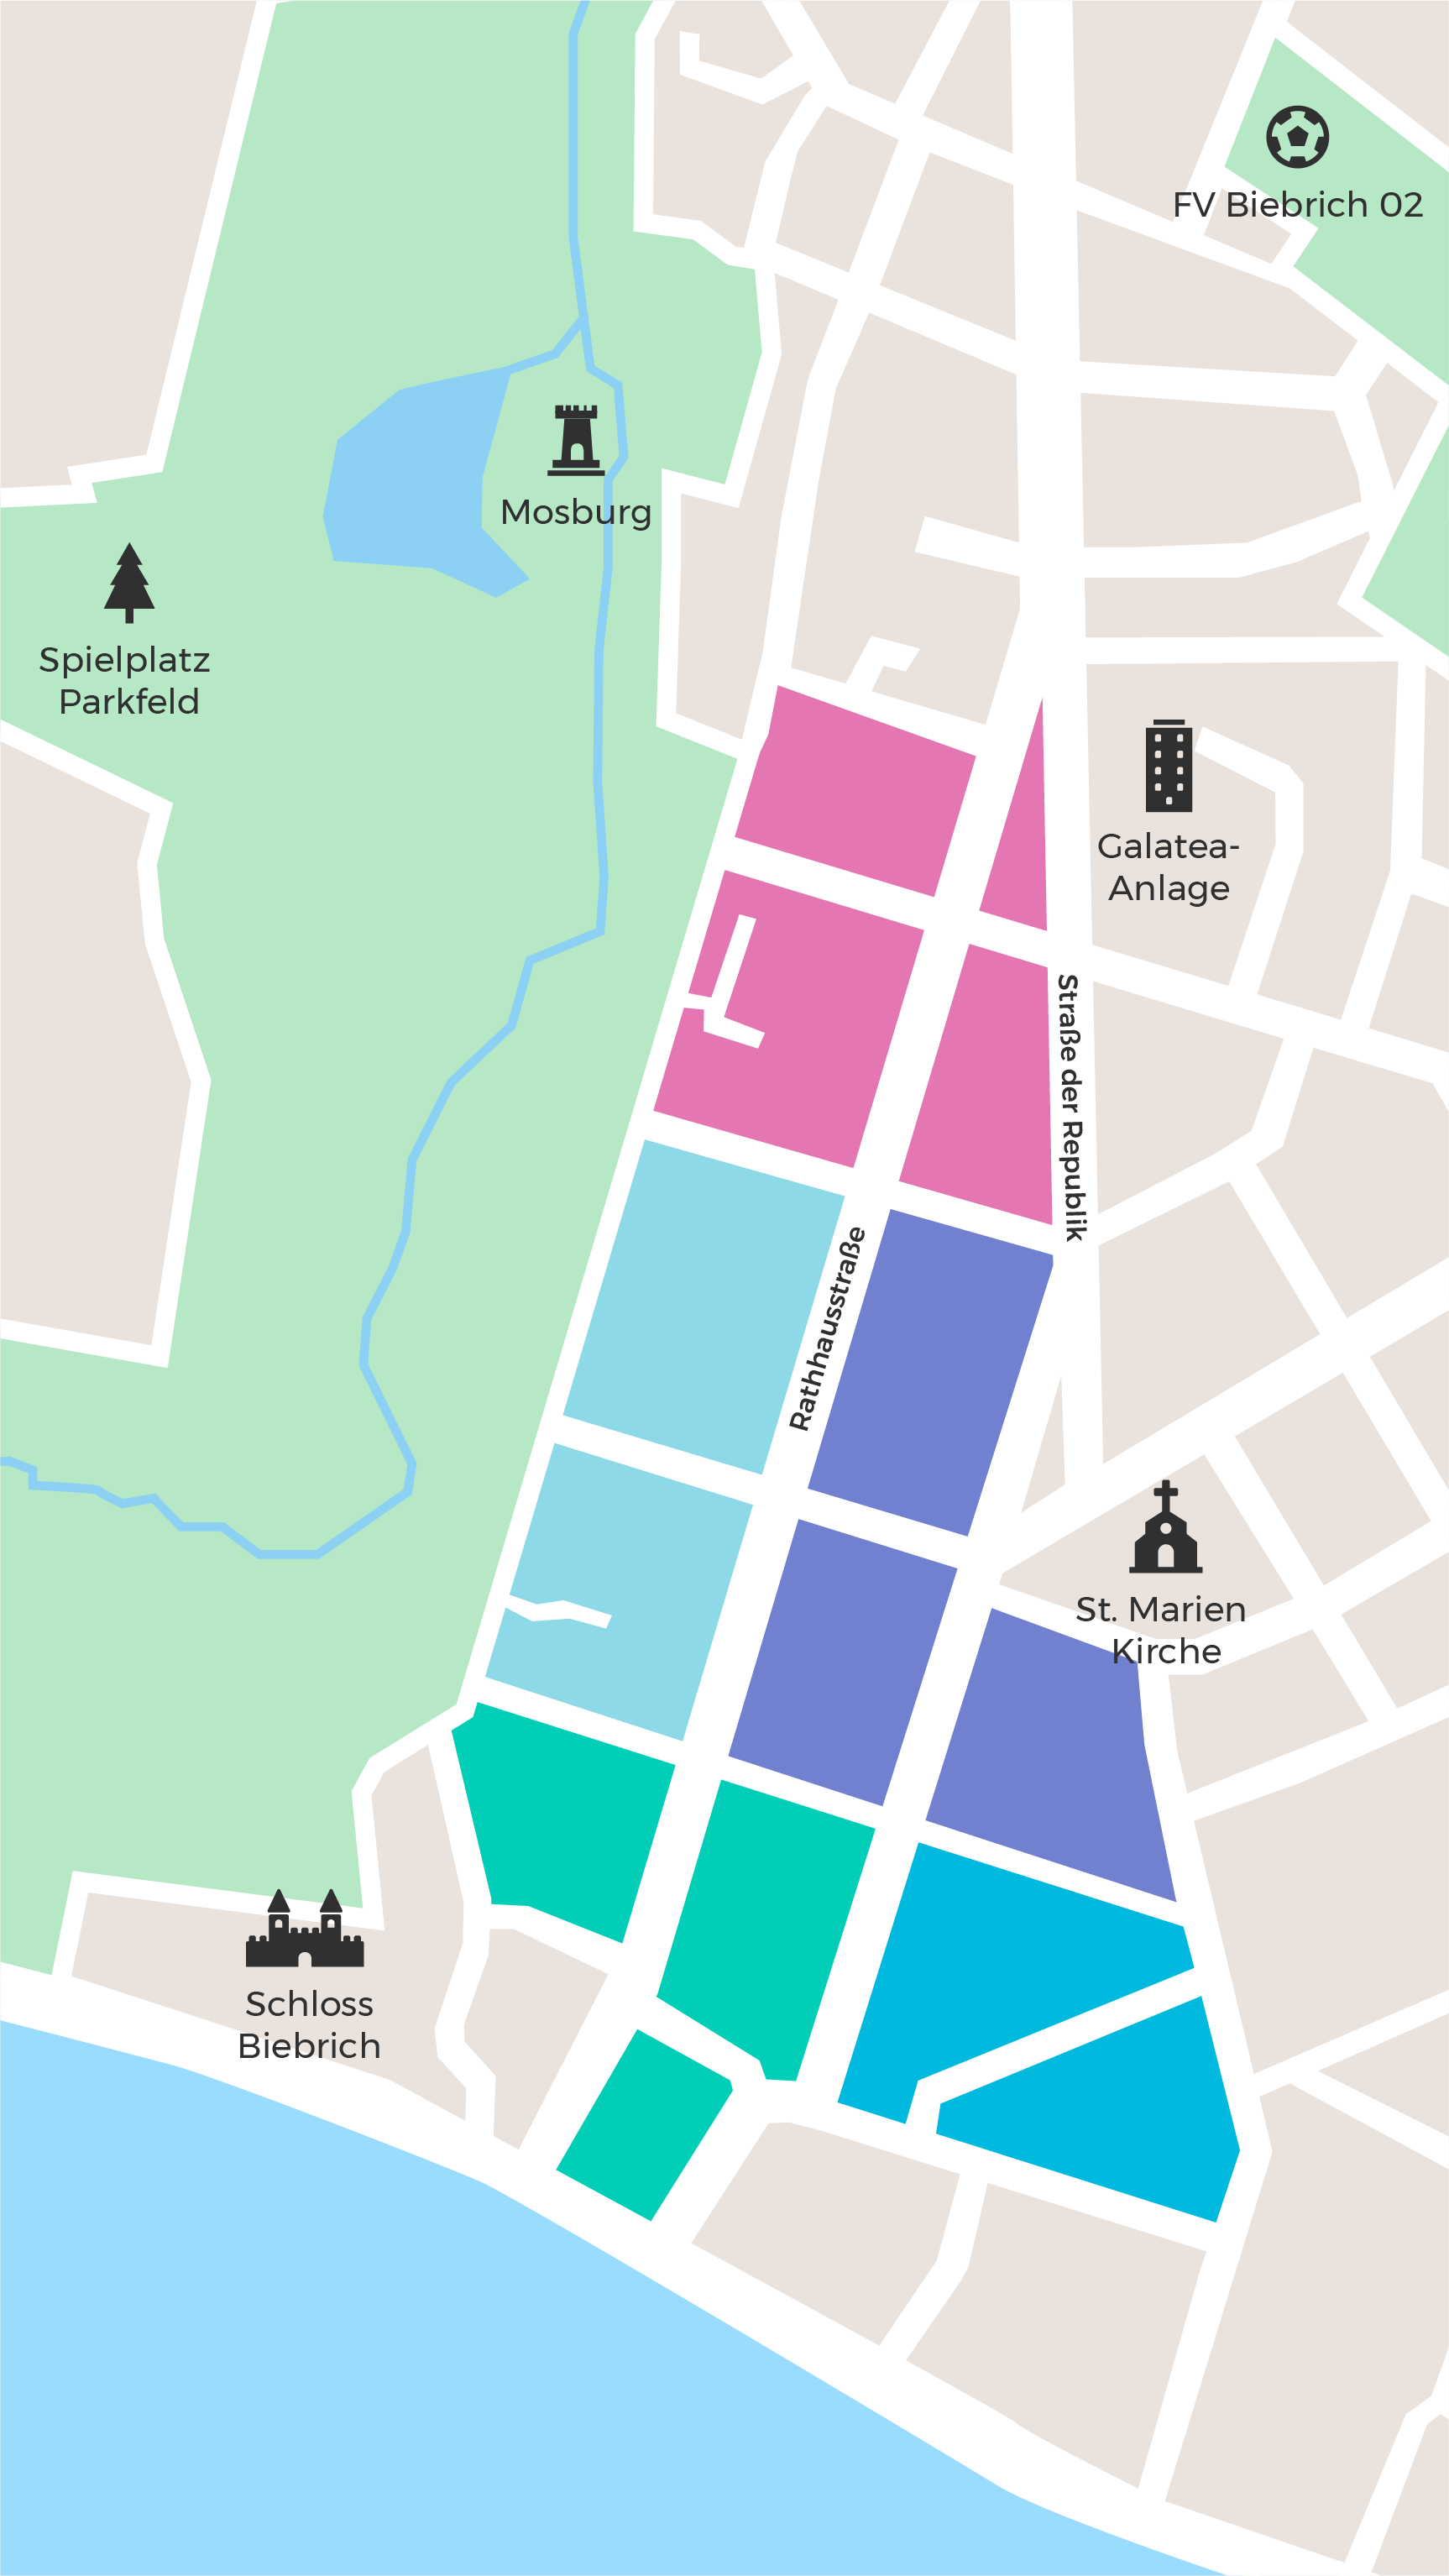 FV Biebrich 02
Mosburg
Spielplatz
Parkfeld
Galatea-
Anlage
Straße der Republik
Rathhausstraße
St. Marien
Kirche
Schloss
Biebrich